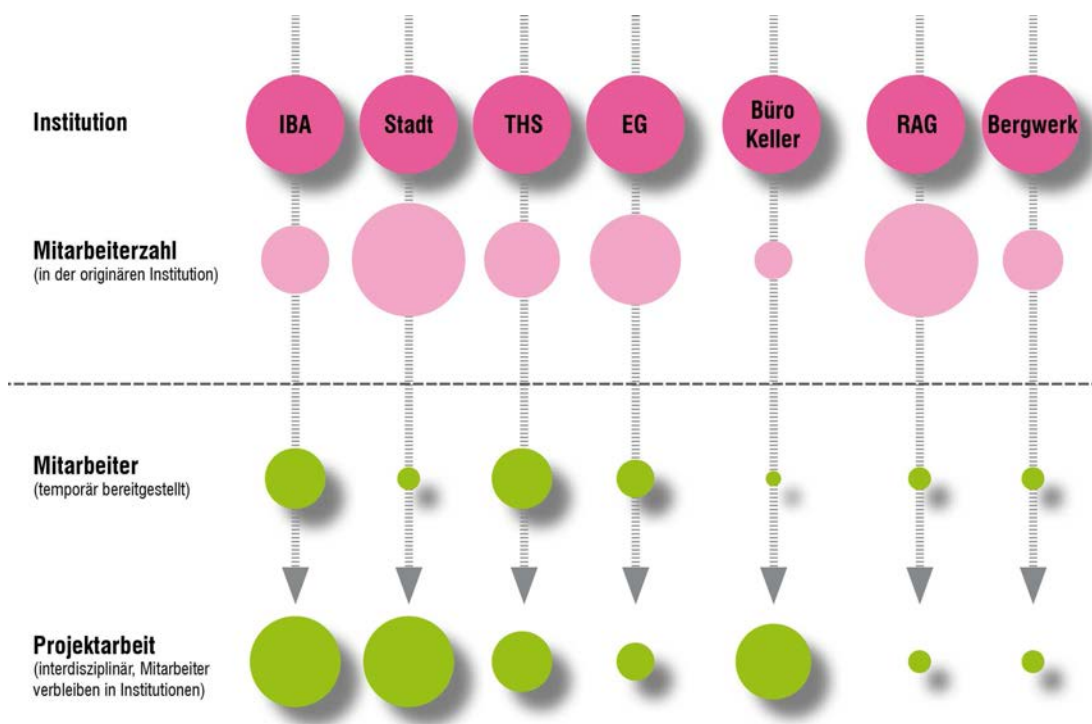 Institution
IBA
Stadt
THS
EG
Büro
Keller
RAG
Bergwerk
Mitarbeiterzahl
(in der originären Institution)
Mitarbeiter
(temporär bereitgestellt)
Projektarbeit
(interdisziplinär, Mitarbeiter
verbleiben in Institutionen)